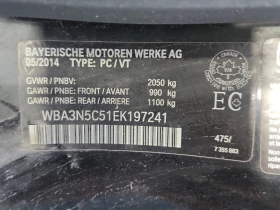 BAYERISCHE MOTOREN WERKE AG
05/2014 TYPE: PC / VT
GVWR / PNBV: 2050 kg
GAWR / PNBE: FRONT / AVANT 990 kg
GAWR / PNBE: REAR / ARRIERE 1100 kg
WBA3N5C51EK197241
EC
475/
7 355 883